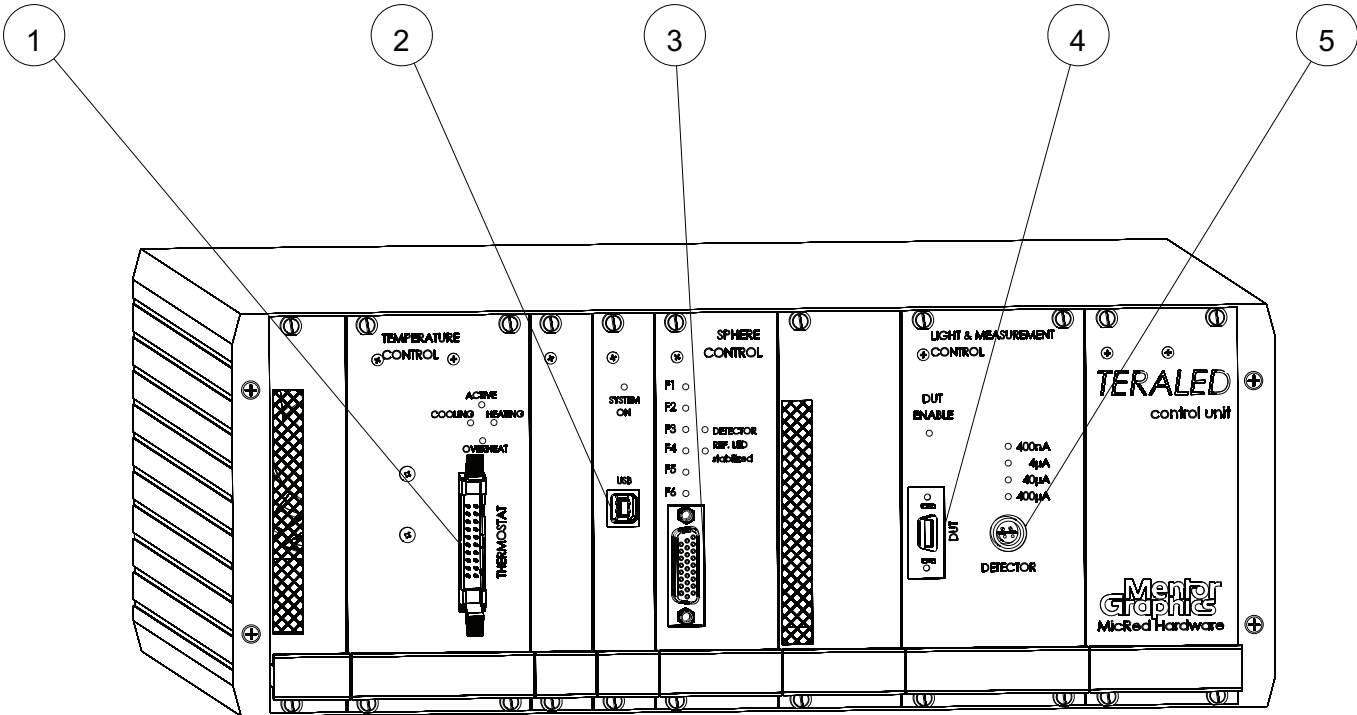 1
2
3
4
5
TEMPERATURE
CONTROL
ACTIVE
COOLING HEATING
OVERHEAT
THERMOSTAT
SYSTEM
ON
USB
SPHERE
CONTROL
F1
F2
F3
F4
F5
F6
DETECTOR
REF. LED
stabilized
LIGHT & MEASUREMENT
CONTROL
DUT
ENABLE
400nA
4µA
40µA
400µA
DUT
DETECTOR
TERALED
control unit
Mentor
Graphics
MicRed Hardware